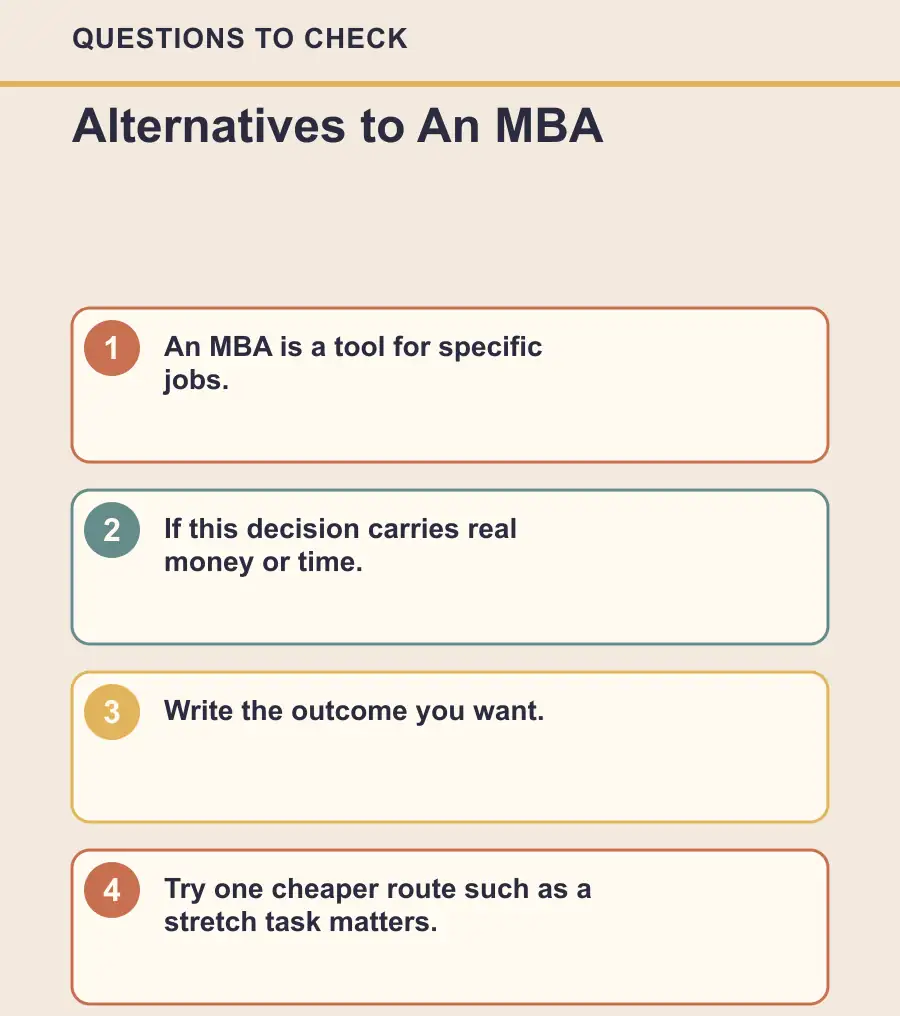 QUESTIONS TO CHECK
Alternatives to An MBA
1
An MBA is a tool for specific
jobs.
2
If this decision carries real
money or time.
3
Write the outcome you want.
4
Try one cheaper route such as a
stretch task matters.